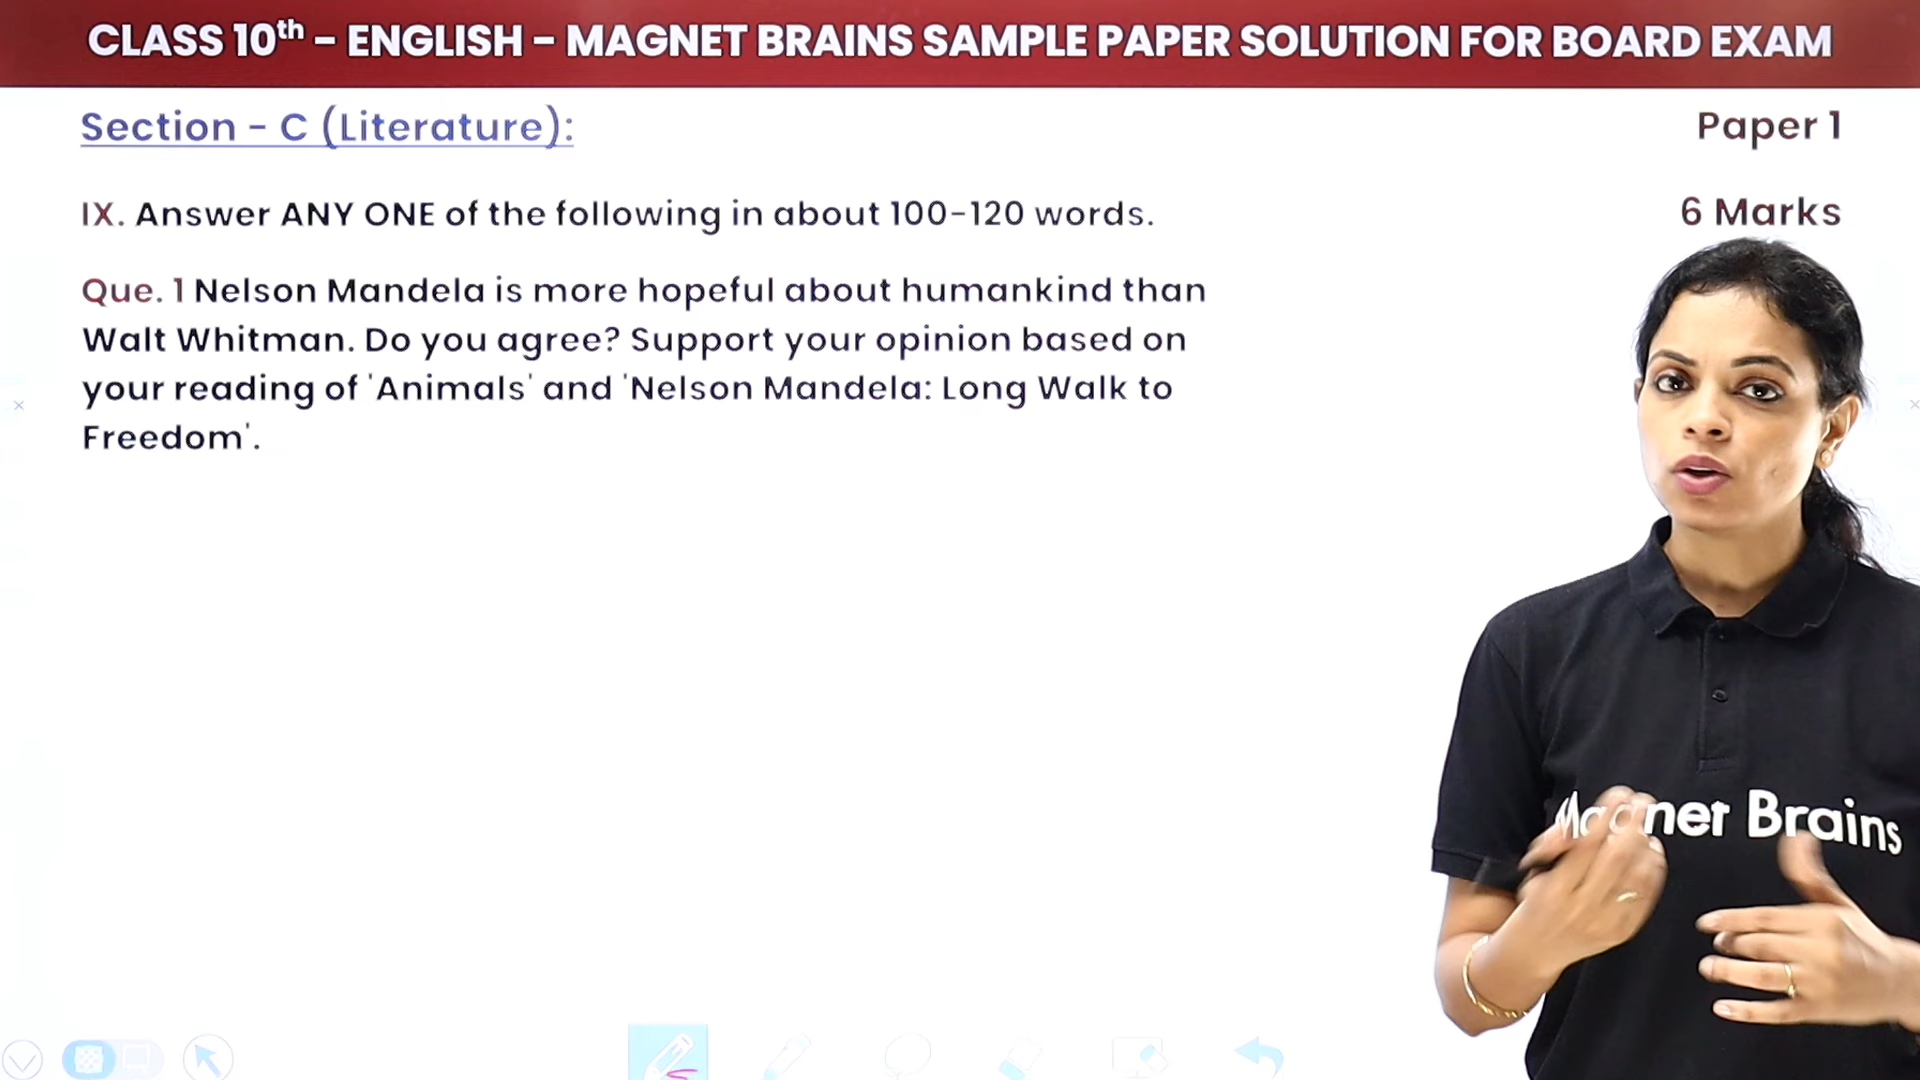 CLASS 10th - ENGLISH - MAGNET BRAINS SAMPLE PAPER SOLUTION FOR BOARD EXAM
Section - C (Literature):
Paper 1
IX. Answer ANY ONE of the following in about 100-120 words.
6 Marks
Que. 1 Nelson Mandela is more hopeful about humankind than
Walt Whitman. Do you agree? Support your opinion based on
your reading of 'Animals' and 'Nelson Mandela: Long Walk to
Freedom'.
Magnet Brains